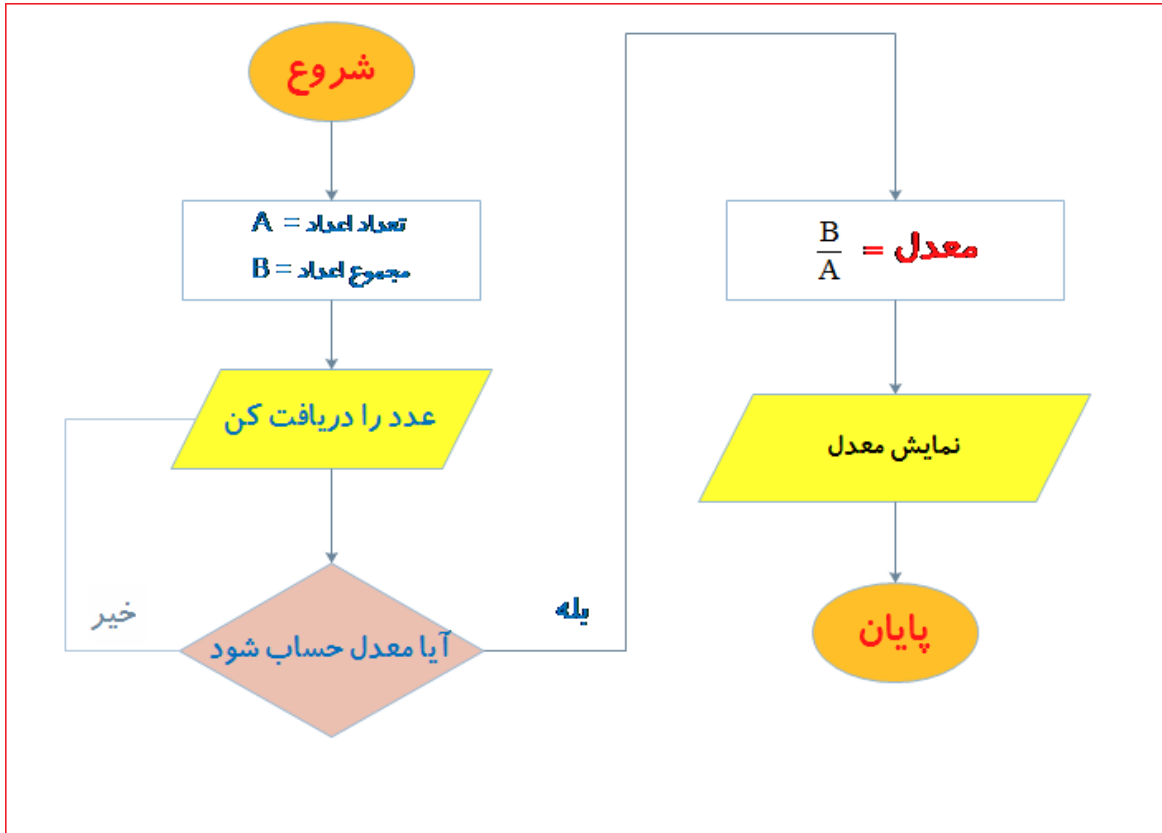 شروع
تعداد اعداد = A
مجموع اعداد = B
عدد را دریافت کن
آیا معدل حساب شود
خیر
بله
معدل = B/A
نمایش معدل
پایان